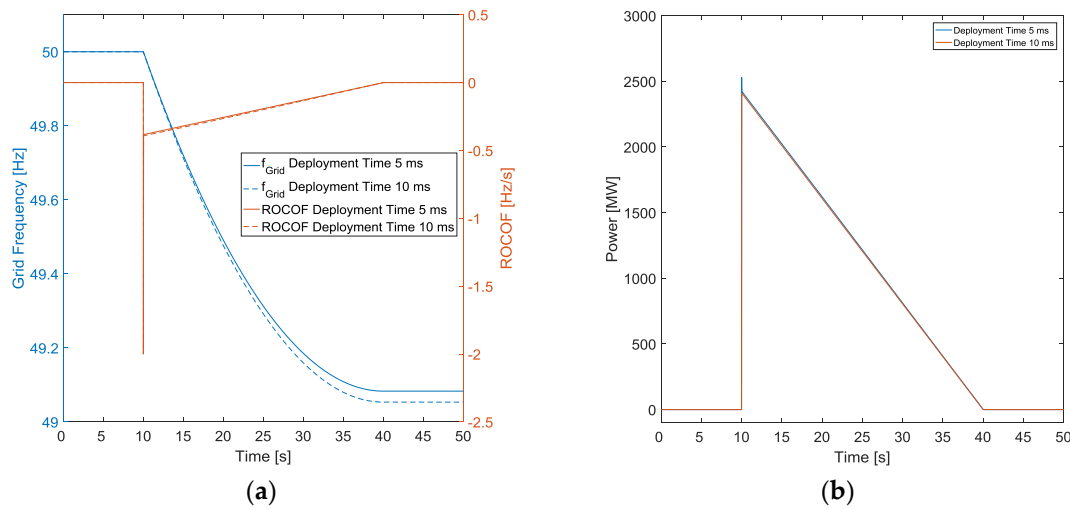 50
49.8
49.6
49.4
49.2
49
Grid Frequency [Hz]
0.5
0
-0.5
-1
-1.5
-2
-2.5
ROCOF [Hz/s]
f_Grid Deployment Time 5 ms
f_Grid Deployment Time 10 ms
ROCOF Deployment Time 5 ms
ROCOF Deployment Time 10 ms
0 5 10 15 20 25 30 35 40 45 50
Time [s]
(a)
3000
2500
2000
1500
1000
500
0
Power [MW]
Deployment Time 5 ms
Deployment Time 10 ms
0 5 10 15 20 25 30 35 40 45 50
Time [s]
(b)